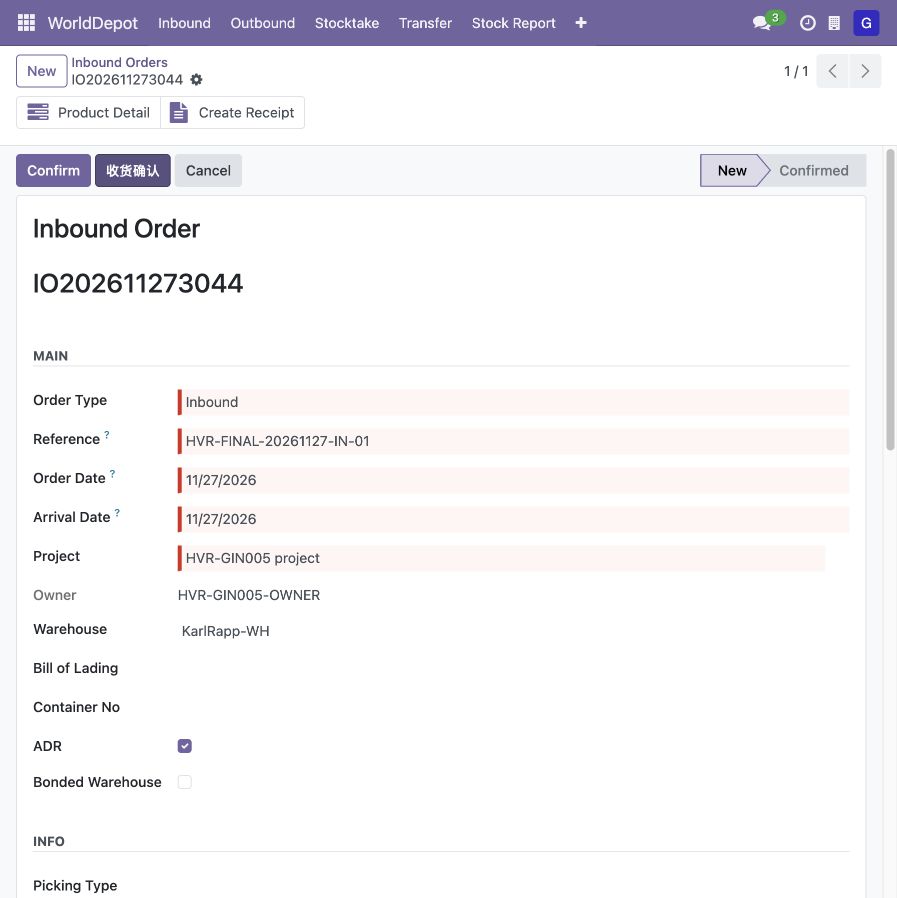 WorldDepot Inbound Outbound Stocktake Transfer Stock Report + 3 G
New Inbound Orders 1 / 1
IO202611273044
Product Detail Create Receipt
Confirm 收货确认 Cancel New Confirmed
Inbound Order
IO202611273044
MAIN
Order Type Inbound
Reference ? HVR-FINAL-20261127-IN-01
Order Date ? 11/27/2026
Arrival Date ? 11/27/2026
Project HVR-GIN005 project
Owner HVR-GIN005-OWNER
Warehouse KarlRapp-WH
Bill of Lading
Container No
ADR
Bonded Warehouse
INFO
Picking Type